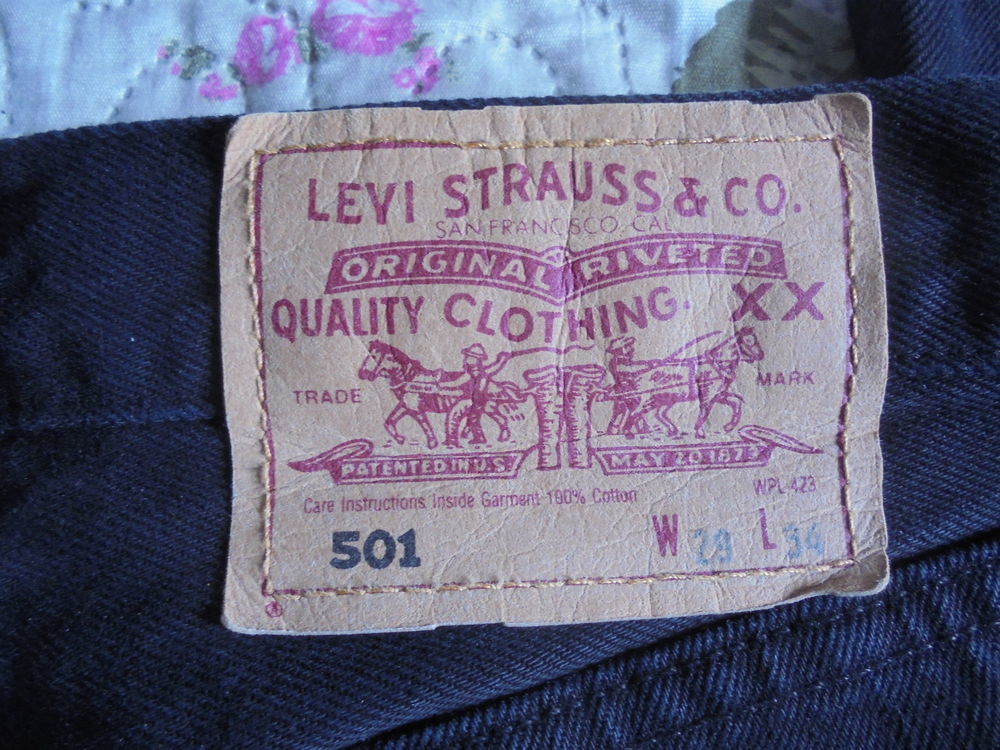 LEVI STRAUSS & CO.
SAN FRANCISCO, CAL.
ORIGINAL RIVETED
QUALITY CLOTHING. XX
TRADE MARK
PATENTED IN U.S. MAY 20, 1873
Care Instructions Inside Garment 100% Cotton
WPL-423
501 W 29 L 34
®